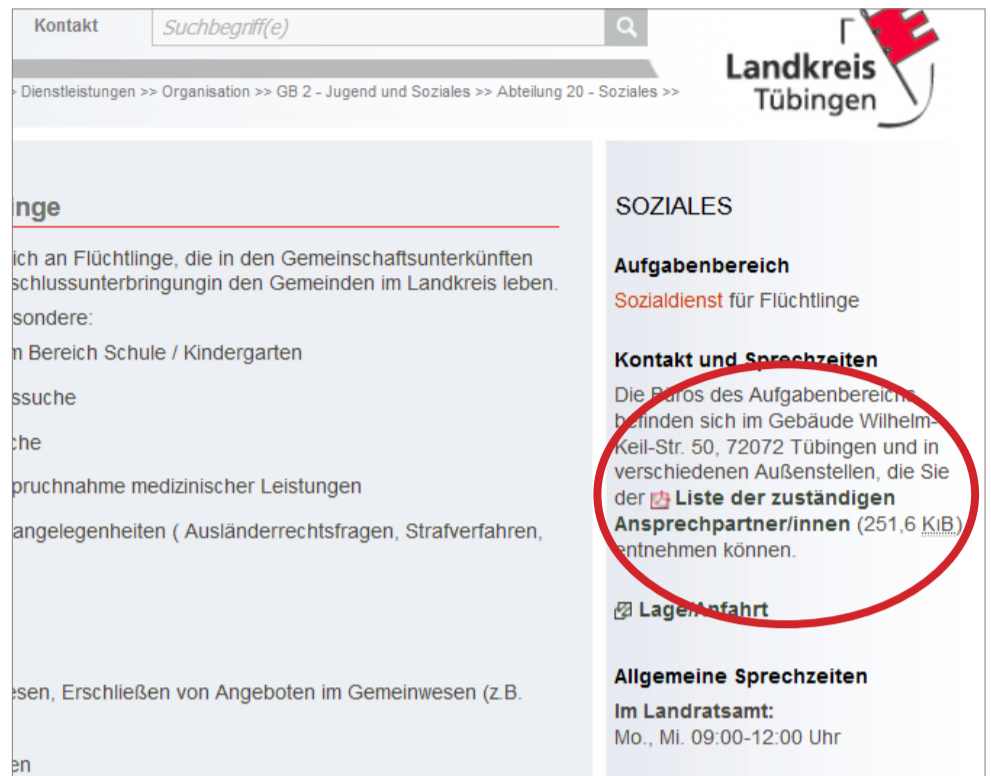 Kontakt
Suchbegriff(e)
Landkreis
Tübingen
Dienstleistungen >> Organisation >> GB 2 - Jugend und Soziales >> Abteilung 20 - Soziales >>
inge
ich an Flüchtlinge, die in den Gemeinschaftsunterkünften
schlussunterbringungin den Gemeinden im Landkreis leben.
sondere:
m Bereich Schule / Kindergarten
ssuche
che
pruchnahme medizinischer Leistungen
angelegenheiten ( Ausländerrechtsfragen, Strafverfahren,
esen, Erschließen von Angeboten im Gemeinwesen (z.B.
en
SOZIALES
Aufgabenbereich
Sozialdienst für Flüchtlinge
Kontakt und Sprechzeiten
Die Büros des Aufgabenbereichs
befinden sich im Gebäude Wilhelm-
Keil-Str. 50, 72072 Tübingen und in
verschiedenen Außenstellen, die Sie
der Liste der zuständigen
Ansprechpartner/innen (251,6 KiB)
entnehmen können.
Lage/Anfahrt
Allgemeine Sprechzeiten
Im Landratsamt:
Mo., Mi. 09:00-12:00 Uhr